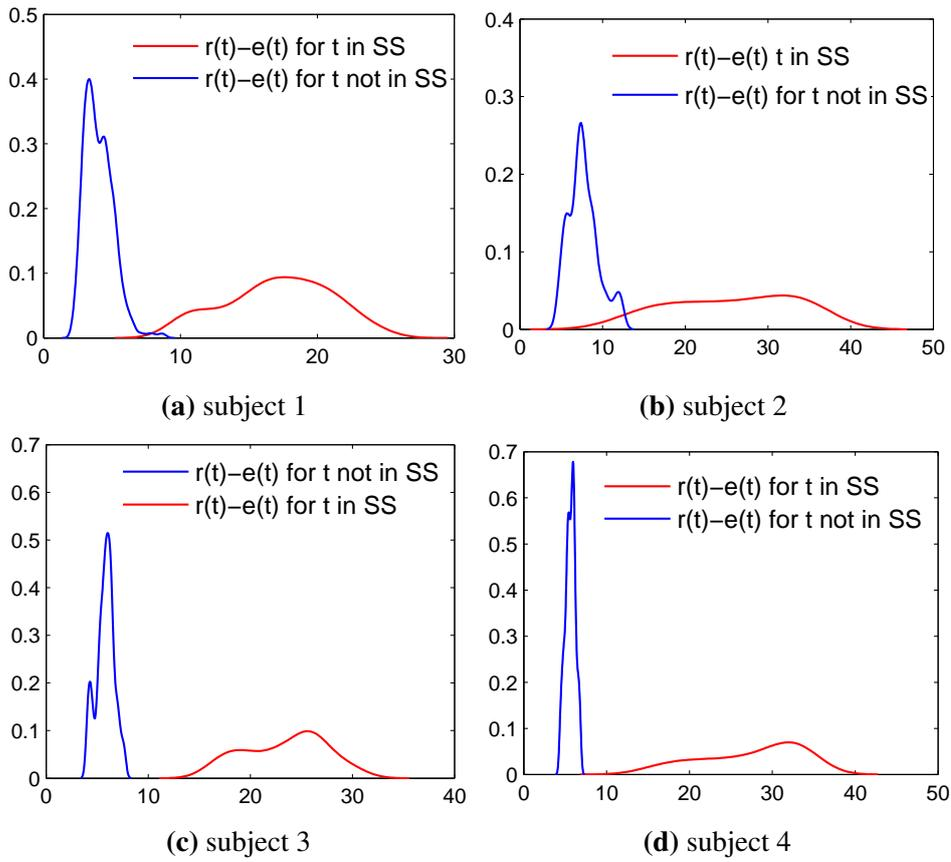 0.5
0.4
0.3
0.2
0.1
0
0 10 20 30
r(t)−e(t) for t in SS
r(t)−e(t) for t not in SS
(a) subject 1
0.4
0.3
0.2
0.1
0
0 10 20 30 40 50
r(t)−e(t) t in SS
r(t)−e(t) for t not in SS
(b) subject 2
0.7
0.6
0.5
0.4
0.3
0.2
0.1
0
0 10 20 30 40
r(t)−e(t) for t not in SS
r(t)−e(t) for t in SS
(c) subject 3
0.7
0.6
0.5
0.4
0.3
0.2
0.1
0
0 10 20 30 40 50
r(t)−e(t) for t in SS
r(t)−e(t) for t not in SS
(d) subject 4